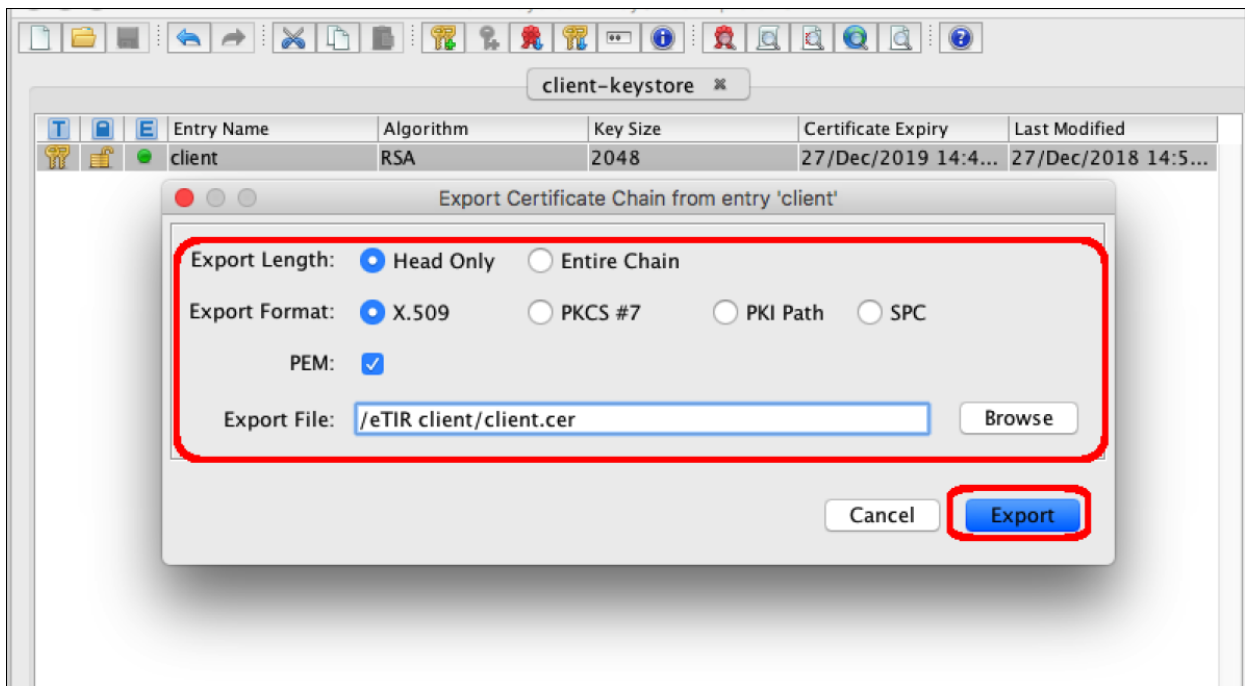 client-keystore
T E Entry Name Algorithm Key Size Certificate Expiry Last Modified
client RSA 2048 27/Dec/2019 14:4... 27/Dec/2018 14:5...
Export Certificate Chain from entry 'client'
Export Length: Head Only Entire Chain
Export Format: X.509 PKCS #7 PKI Path SPC
PEM:
Export File: /eTIR client/client.cer Browse
Cancel Export